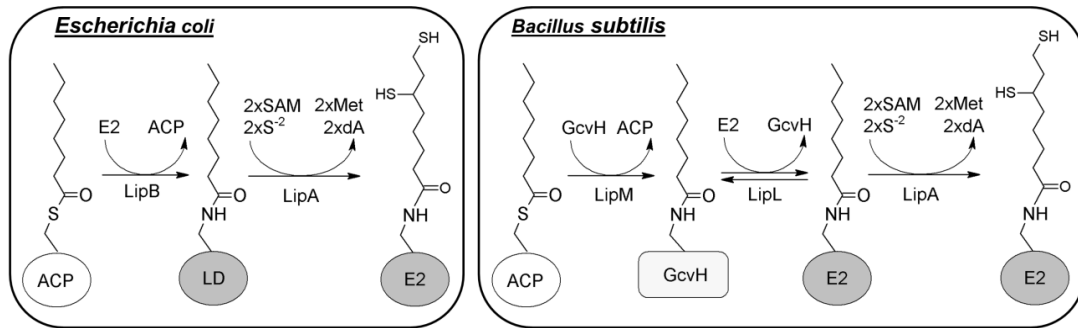 Escherichia coli
SH
HS
2xSAM 2xMet
2xS-2 2xdA
E2 ACP
LipB
LipA
O
S
O
NH
O
NH
ACP
LD
E2
Bacillus subtilis
SH
HS
2xSAM 2xMet
2xS-2 2xdA
GcvH ACP
E2 GcvH
LipM
LipL
LipA
O
S
O
NH
O
NH
O
NH
ACP
GcvH
E2
E2